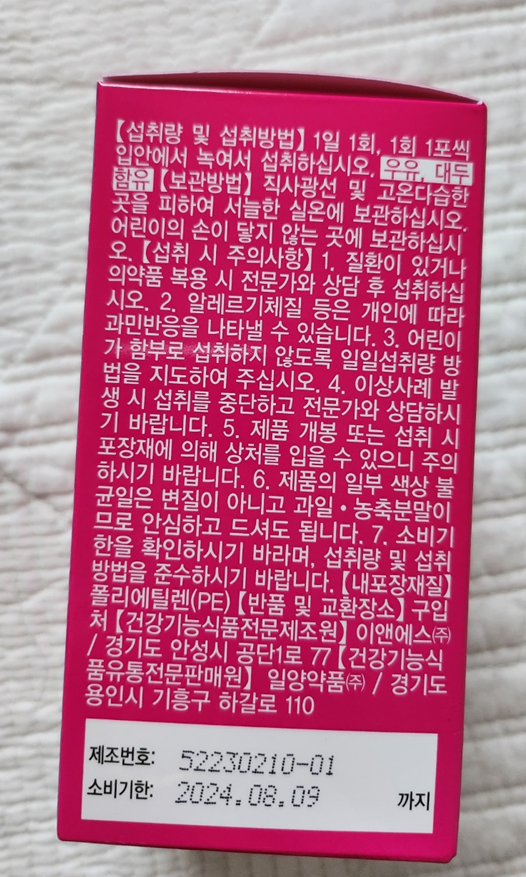 【섭취량 및 섭취방법】 1일 1회, 1회 1포씩
입안에서 녹여서 섭취하십시오. 우유, 대두
함유 【보관방법】 직사광선 및 고온다습한
곳을 피하여 서늘한 실온에 보관하십시오.
어린이의 손이 닿지 않는 곳에 보관하십시
오. 【섭취 시 주의사항】 1. 질환이 있거나
의약품 복용 시 전문가와 상담 후 섭취하십
시오. 2. 알레르기체질 등은 개인에 따라
과민반응을 나타낼 수 있습니다. 3. 어린이
가 함부로 섭취하지 않도록 일일섭취량 방
법을 지도하여 주십시오. 4. 이상사례 발
생 시 섭취를 중단하고 전문가와 상담하시
기 바랍니다. 5. 제품 개봉 또는 섭취 시
포장재에 의해 상처를 입을 수 있으니 주의
하시기 바랍니다. 6. 제품의 일부 색상 불
균일은 변질이 아니고 과일·농축분말이
므로 안심하고 드셔도 됩니다. 7. 소비기
한을 확인하시기 바라며, 섭취량 및 섭취
방법을 준수하시기 바랍니다. 【내포장재질】
폴리에틸렌(PE) 【반품 및 교환장소】 구입
처 【건강기능식품전문제조원】 이앤에스㈜
/ 경기도 안성시 공단1로 77 【건강기능식
품유통전문판매원】 일양약품㈜ / 경기도
용인시 기흥구 하갈로 110
제조번호: 52230210-01
소비기한: 2024.08.09 까지